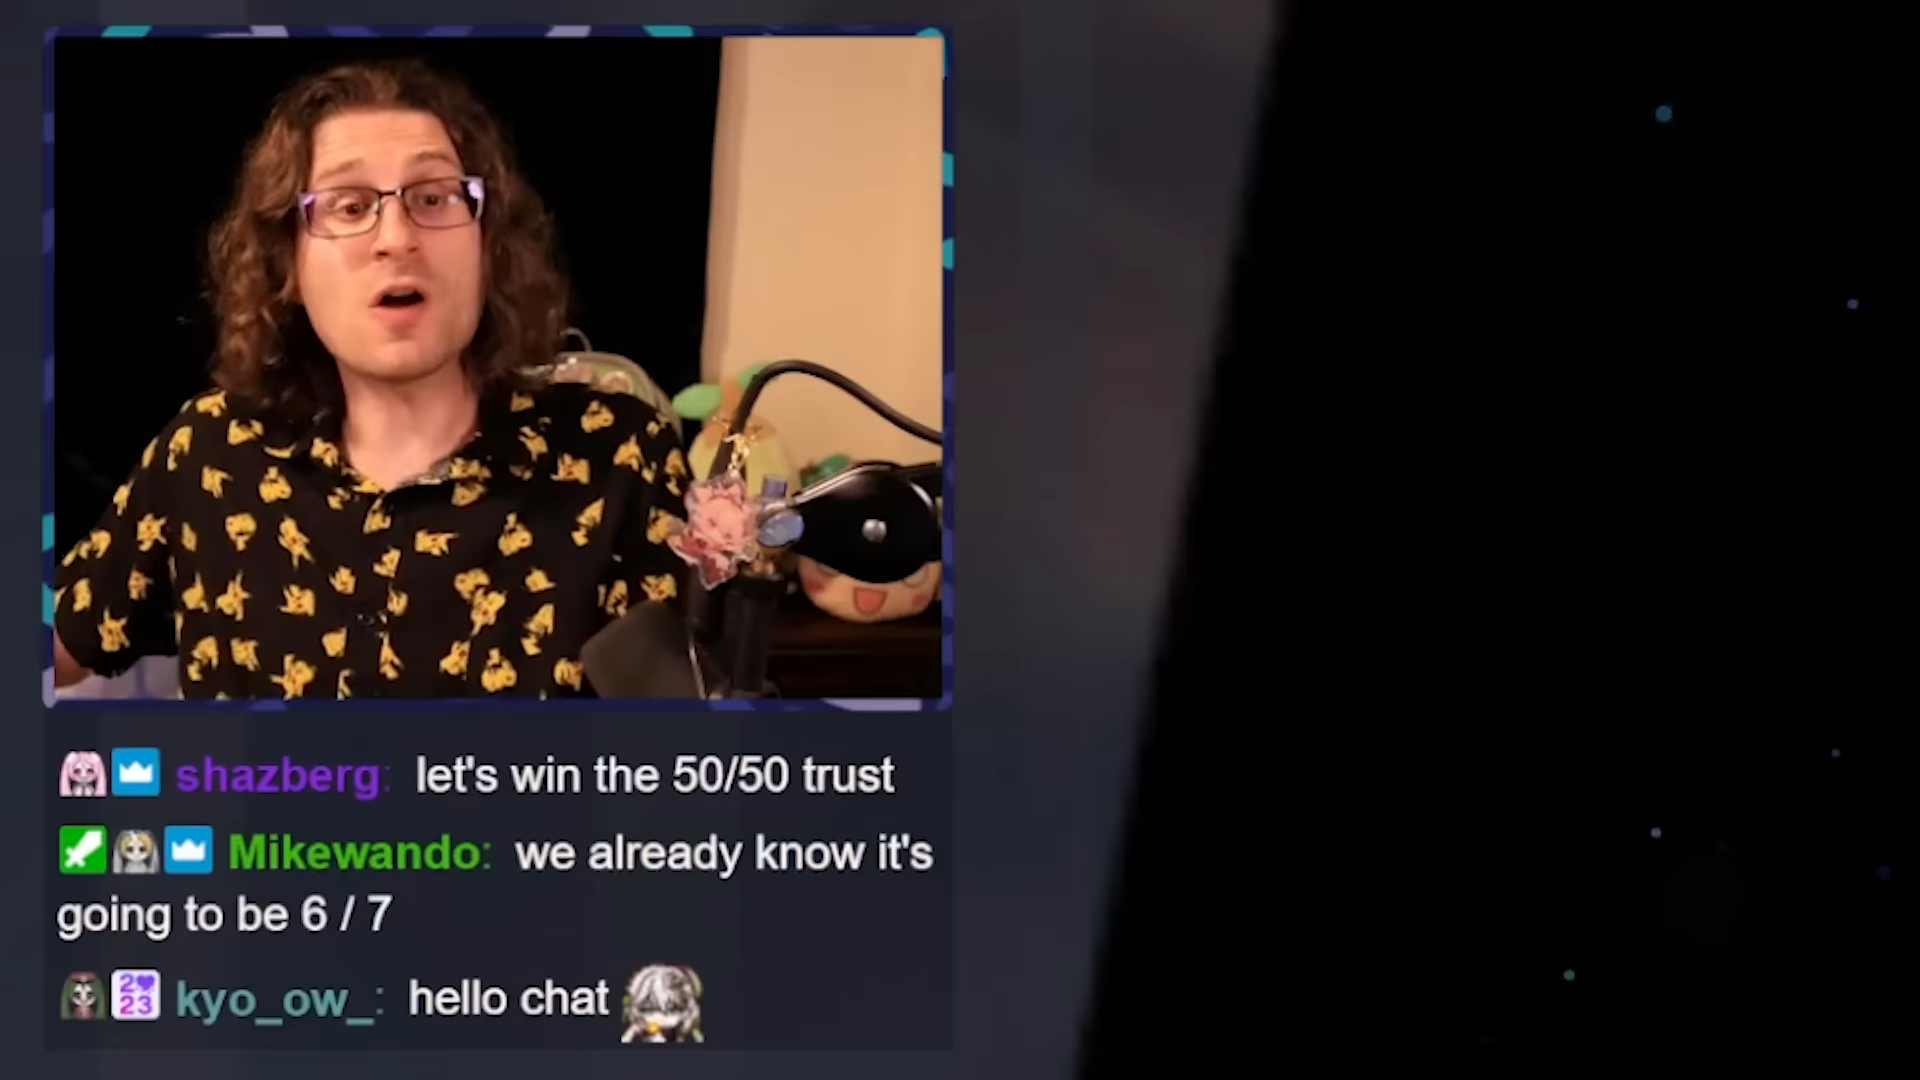 shazberg: let's win the 50/50 trust
Mikewando: we already know it's
going to be 6 / 7
2023 kyo_ow_: hello chat